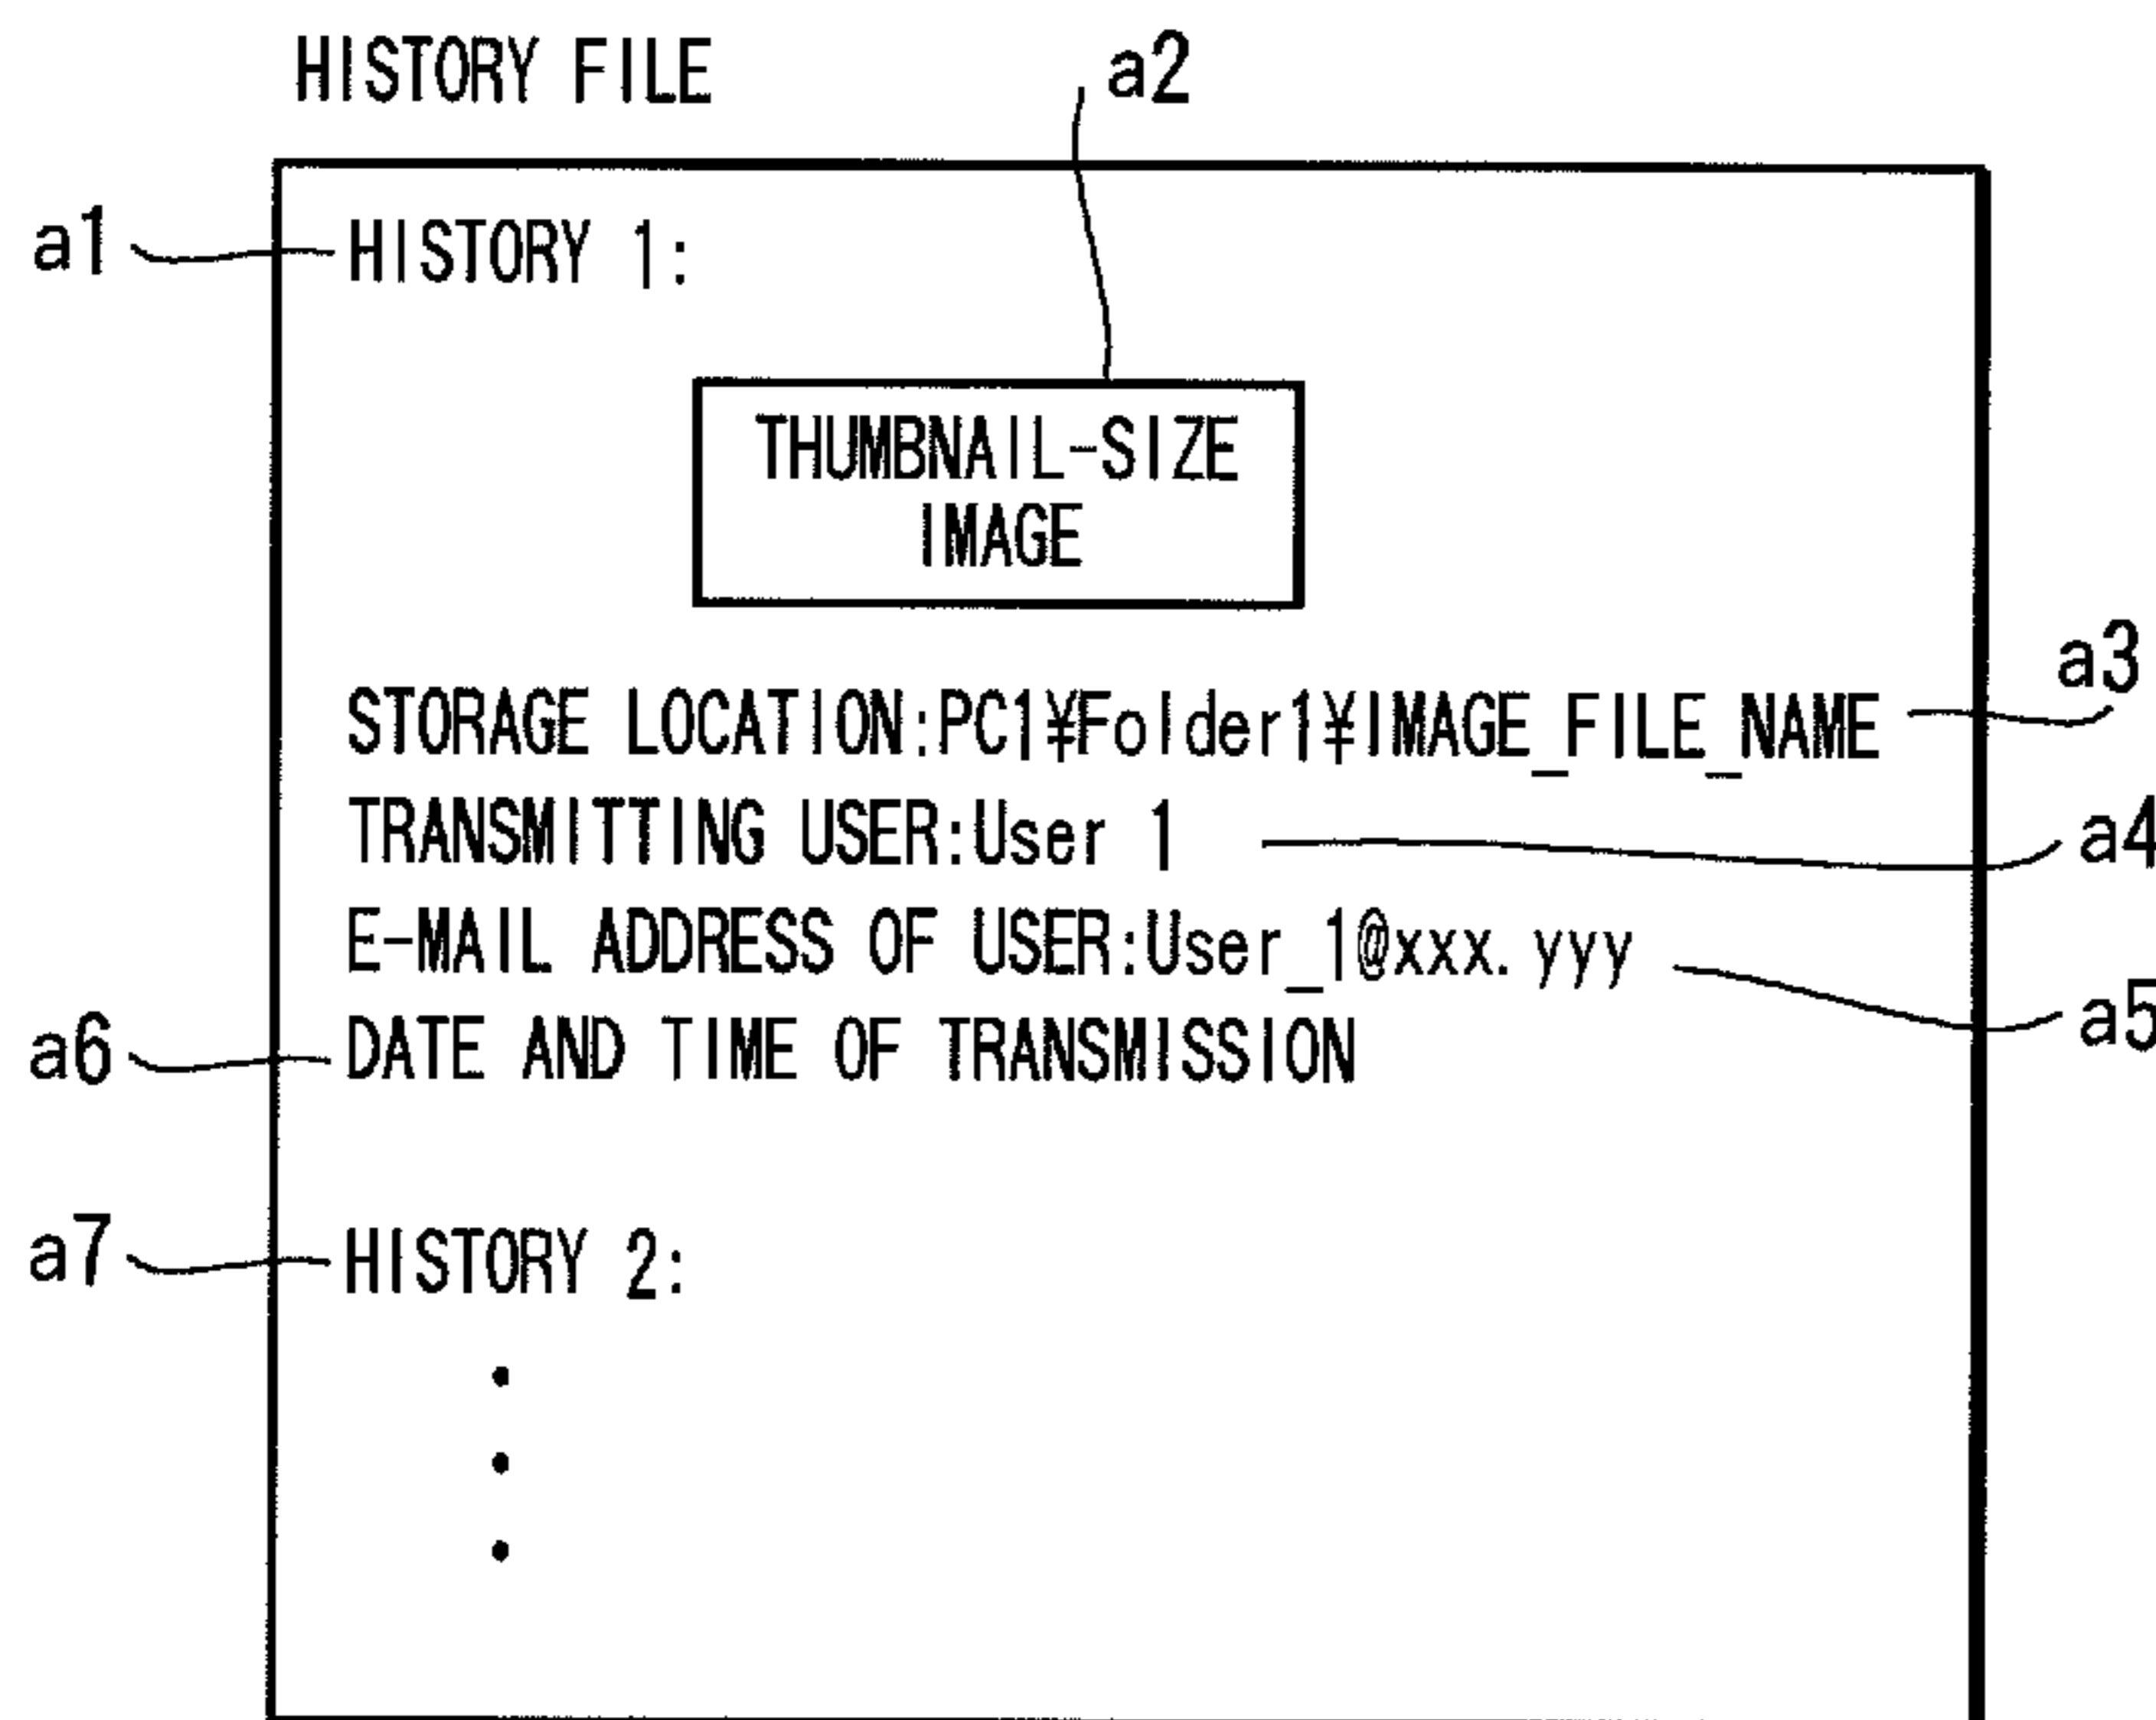 HISTORY FILE
a2
a1
HISTORY 1:
THUMBNAIL-SIZE
IMAGE
a3
STORAGE LOCATION:PC1¥Folder1¥IMAGE_FILE_NAME
TRANSMITTING USER:User 1
a4
E-MAIL ADDRESS OF USER:User_1@xxx.yyy
a5
a6
DATE AND TIME OF TRANSMISSION
a7
HISTORY 2: